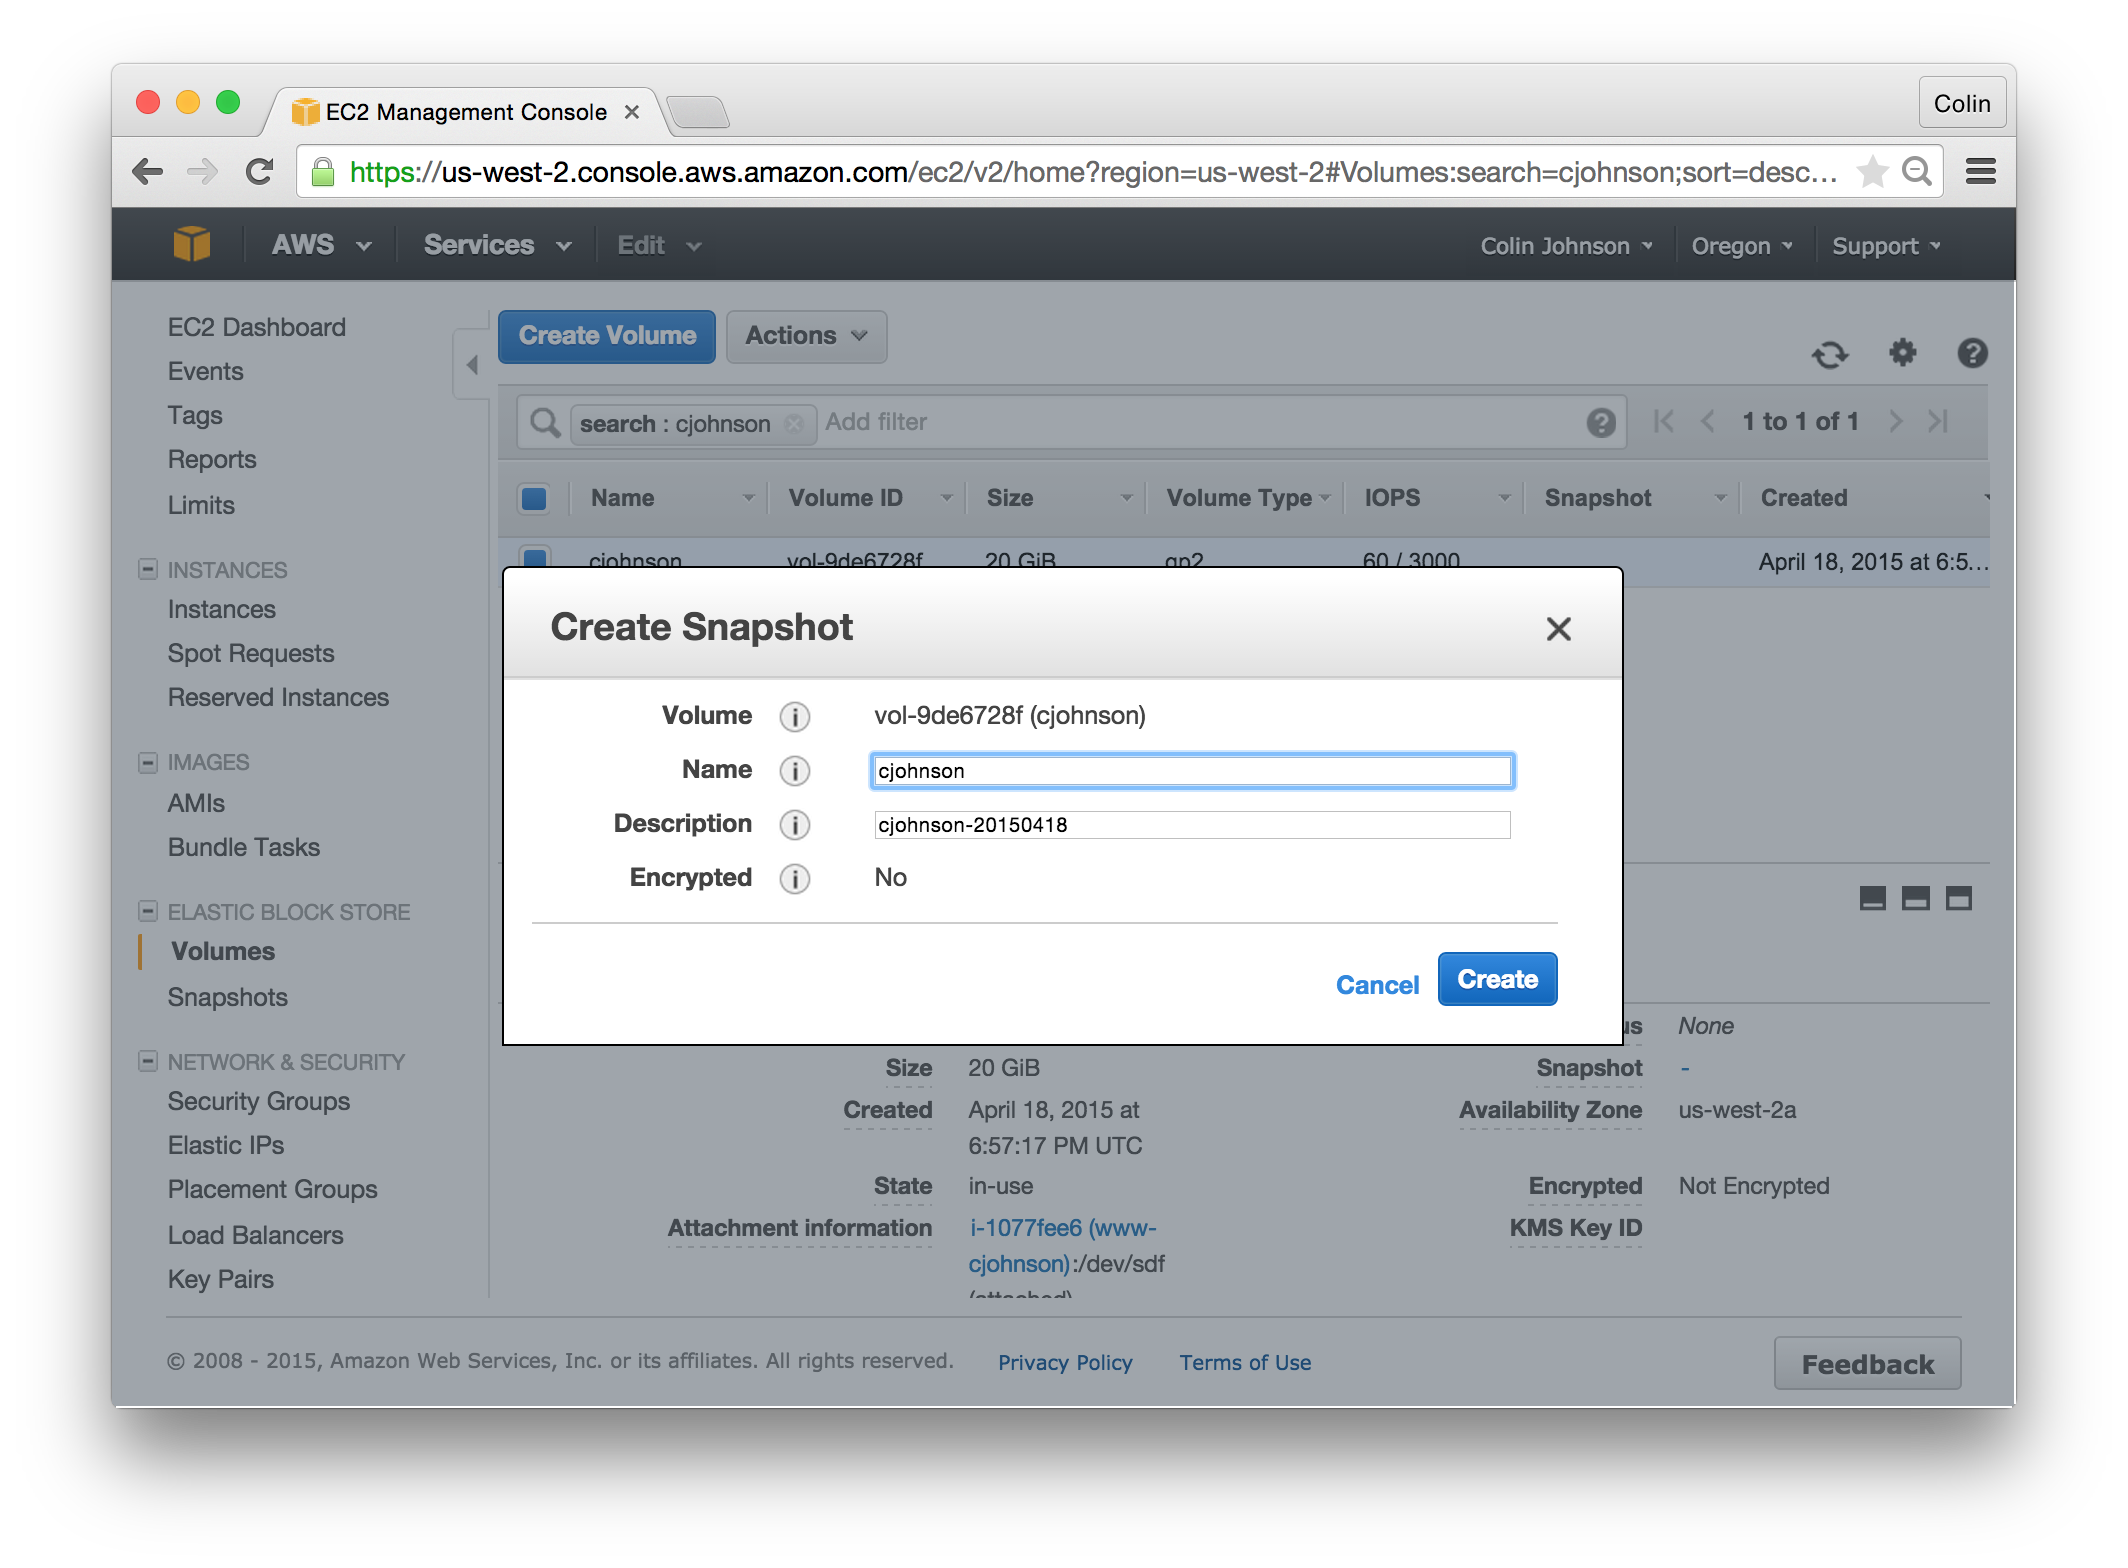 EC2 Management Console
Colin
https://us-west-2.console.aws.amazon.com/ec2/v2/home?region=us-west-2#Volumes:search=cjohnson;sort=desc...
AWS Services Edit Colin Johnson Oregon Support
EC2 Dashboard
Events
Tags
Reports
Limits
INSTANCES
Instances
Spot Requests
Reserved Instances
IMAGES
AMIs
Bundle Tasks
ELASTIC BLOCK STORE
Volumes
Snapshots
NETWORK & SECURITY
Security Groups
Elastic IPs
Placement Groups
Load Balancers
Key Pairs
Create Volume Actions
search : cjohnson Add filter 1 to 1 of 1
Name Volume ID Size Volume Type IOPS Snapshot Created
cjohnson vol-9de6728f 20 GiB gp2 60 / 3000 April 18, 2015 at 6:5...
Create Snapshot
Volume vol-9de6728f (cjohnson)
Name cjohnson
Description cjohnson-20150418
Encrypted No
Cancel Create
us None
Size 20 GiB Snapshot -
Created April 18, 2015 at Availability Zone us-west-2a
6:57:17 PM UTC
State in-use Encrypted Not Encrypted
Attachment information i-1077fee6 (www- KMS Key ID
cjohnson):/dev/sdf
(attached)
© 2008 - 2015, Amazon Web Services, Inc. or its affiliates. All rights reserved. Privacy Policy Terms of Use Feedback